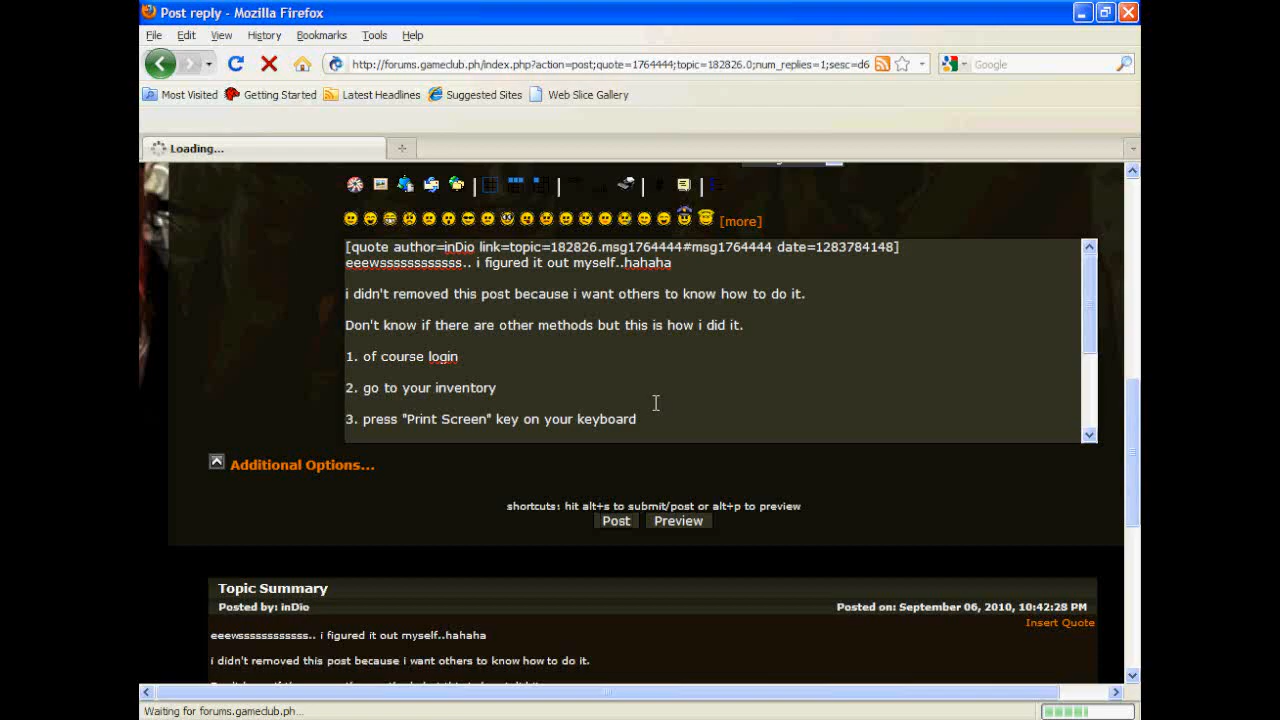 Post reply - Mozilla Firefox
File Edit View History Bookmarks Tools Help
http://forums.gameclub.ph/index.php?action=post;quote=1764444;topic=182826.0;num_replies=1;sesc=d6
Google
Most Visited Getting Started Latest Headlines Suggested Sites Web Slice Gallery
Loading...
[more]
[quote author=inDio link=topic=182826.msg1764444#msg1764444 date=1283784148]
eeewsssssssssss.. i figured it out myself..hahaha
i didn't removed this post because i want others to know how to do it.
Don't know if there are other methods but this is how i did it.
1. of course login
2. go to your inventory
3. press "Print Screen" key on your keyboard
Additional Options...
shortcuts: hit alt+s to submit/post or alt+p to preview
Post Preview
Topic Summary
Posted by: inDio Posted on: September 06, 2010, 10:42:28 PM
Insert Quote
eeewsssssssssss.. i figured it out myself..hahaha
i didn't removed this post because i want others to know how to do it.
Waiting for forums.gameclub.ph...